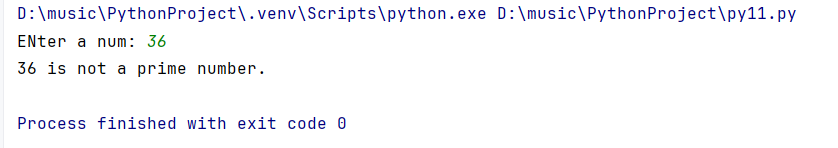 D:\music\PythonProject\.venv\Scripts\python.exe D:\music\PythonProject\py11.py
ENter a num: 36
36 is not a prime number.
Process finished with exit code 0